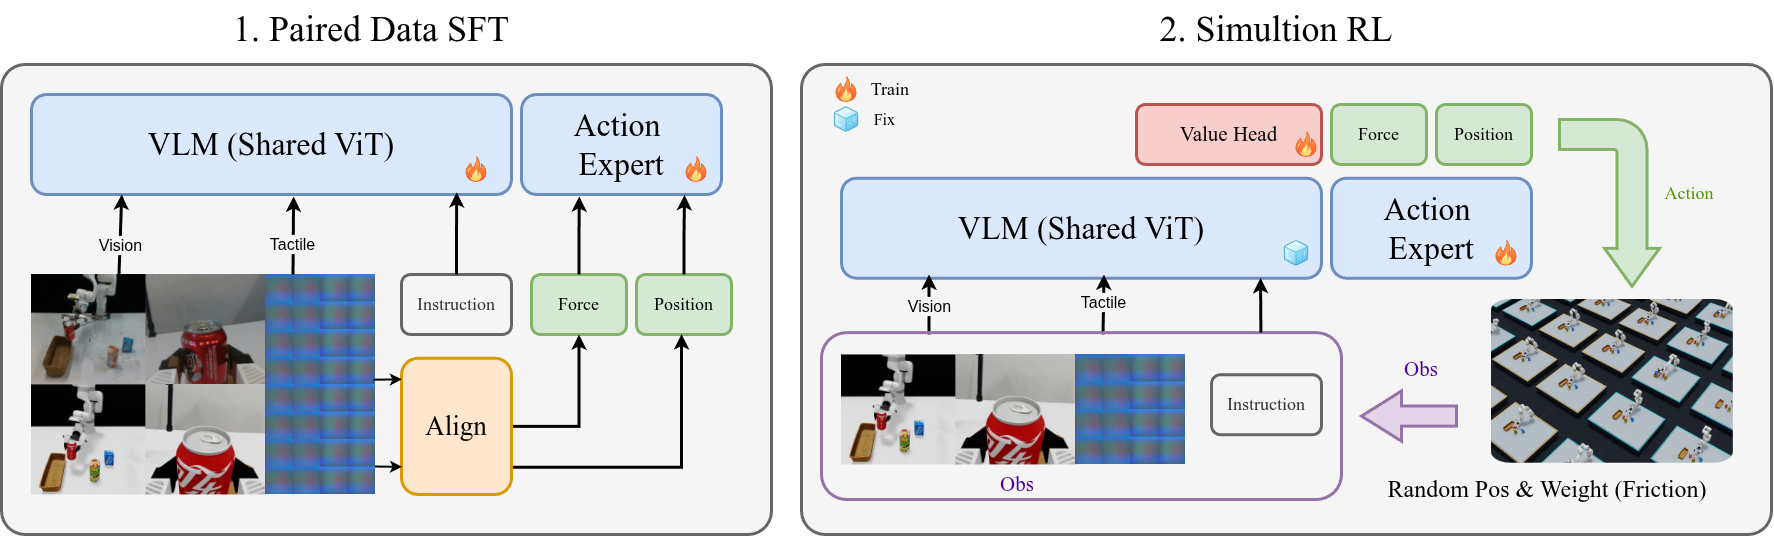 1. Paired Data SFT
VLM (Shared ViT)
Action
Expert
Vision
Tactile
Instruction
Force
Position
Align
2. Simultion RL
Train
Fix
Value Head
Force
Position
Action
VLM (Shared ViT)
Action
Expert
Vision
Tactile
Instruction
Obs
Obs
Random Pos & Weight (Friction)